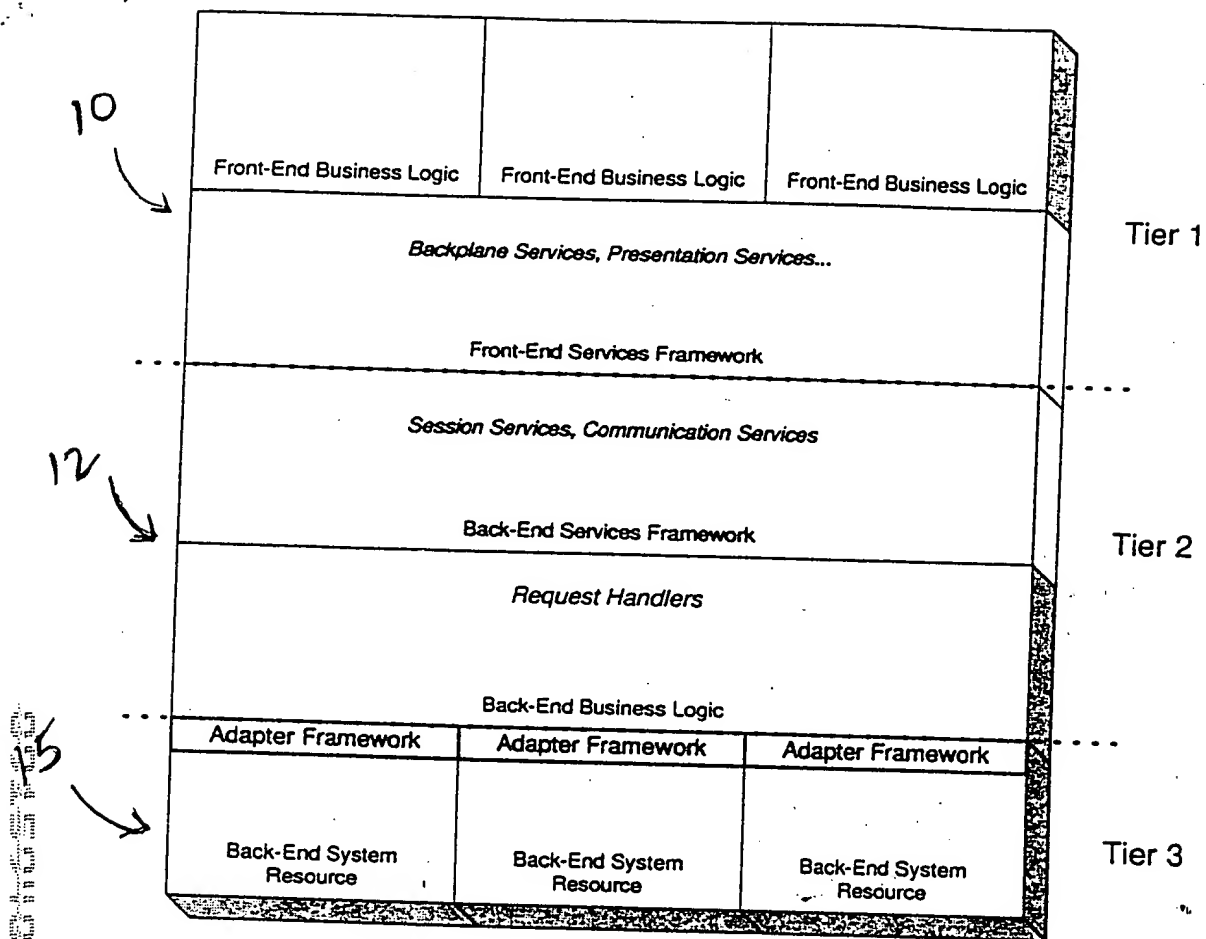 10
Front-End Business Logic
Front-End Business Logic
Front-End Business Logic
Tier 1
Backplane Services, Presentation Services...
Front-End Services Framework
Session Services, Communication Services
12
Back-End Services Framework
Tier 2
Request Handlers
Back-End Business Logic
15
Adapter Framework
Adapter Framework
Adapter Framework
Back-End System
Resource
Back-End System
Resource
Back-End System
Resource
Tier 3